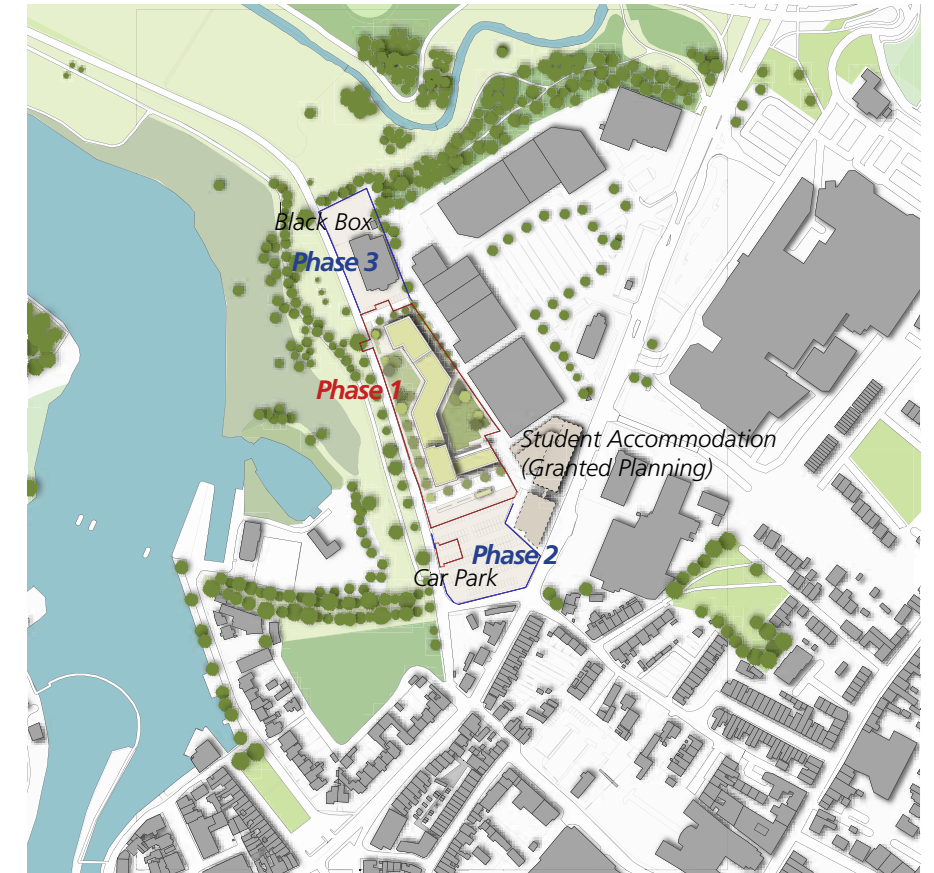 Black Box
Phase 3
Phase 1
Student Accommodation
(Granted Planning)
Phase 2
Car Park